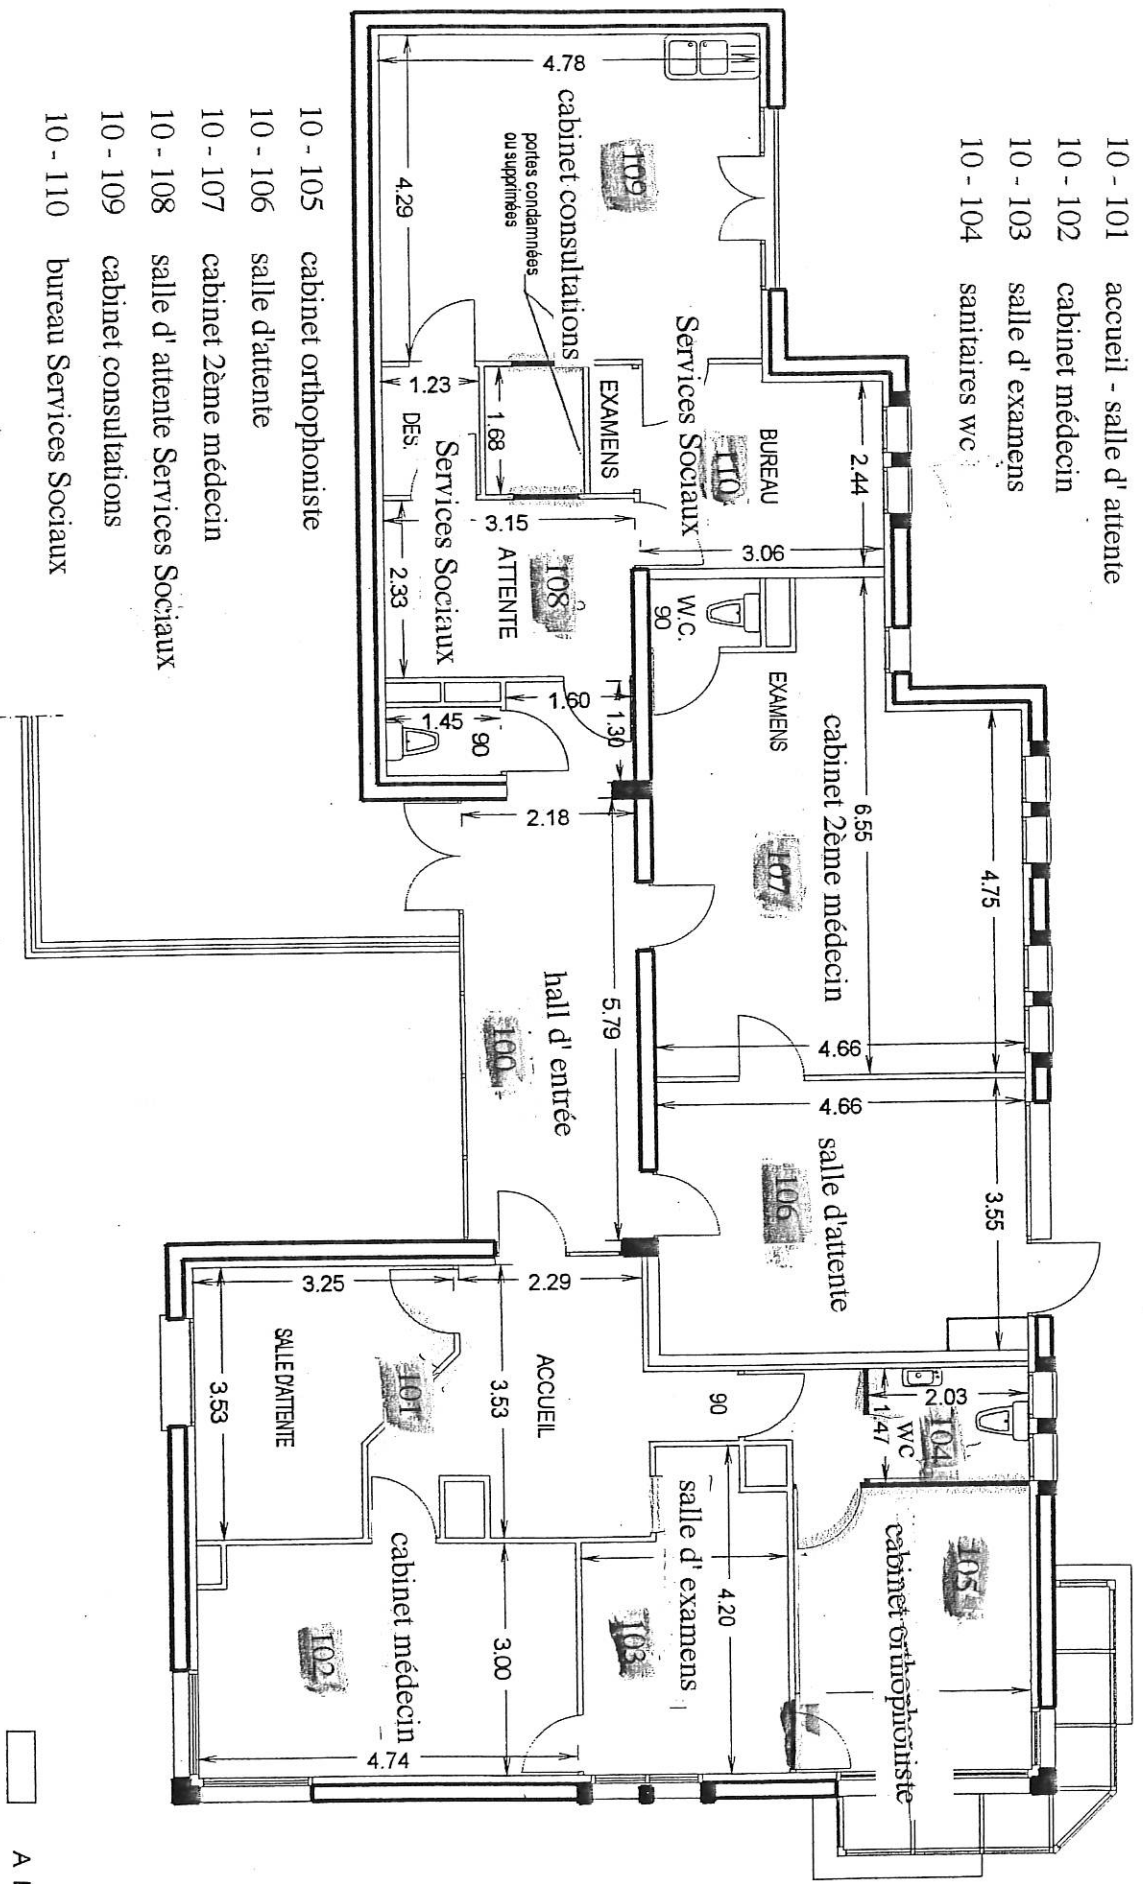 10 - 101 accueil - salle d' attente
10 - 102 cabinet médecin
10 - 103 salle d' examens
10 - 104 sanitaires wc
4.78
cabinet consultations
109
portes condamnées
ou supprimées
4.29
Services Sociaux
110
BUREAU
2.44
3.06
EXAMENS
1.68
1.23
DES.
Services Sociaux
3.15
ATTENTE
108
2.33
W.C.
90
EXAMENS
cabinet 2ème médecin
107
6.55
4.75
4.66
1.60
1.30
1.45
90
2.18
hall d' entrée
100
5.79
4.66
salle d'attente
106
3.55
3.25
2.29
SALLE D'ATTENTE
101
ACCUEIL
3.53
3.53
90
2.03
1.47
wc
104
salle d' examens
103
4.20
cabinet orthophoniste
105
cabinet médecin
102
3.00
4.74
10 - 105 cabinet orthophoniste
10 - 106 salle d'attente
10 - 107 cabinet 2ème médecin
10 - 108 salle d' attente Services Sociaux
10 - 109 cabinet consultations
10 - 110 bureau Services Sociaux